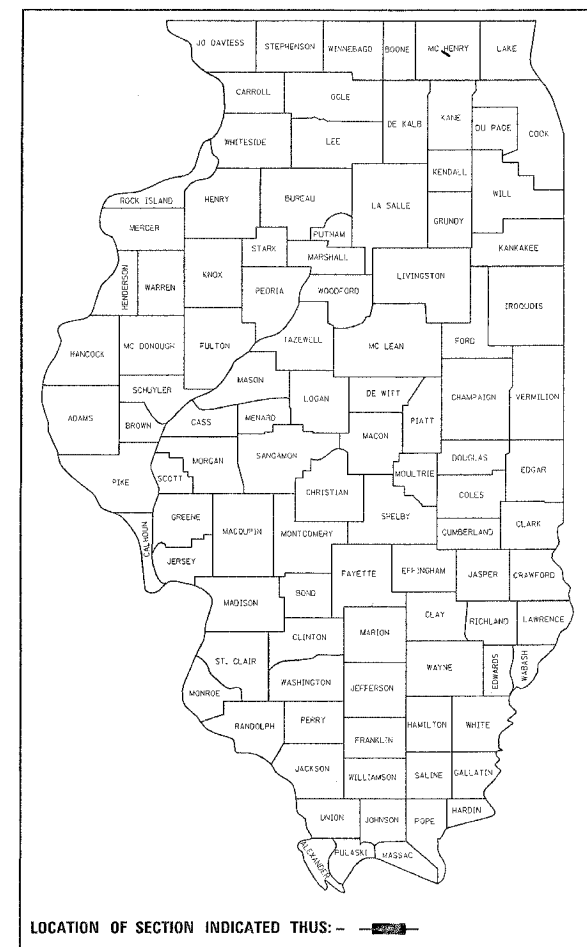 JO DAVIESS STEPHENSON WINNEBAGO BOONE MC HENRY LAKE
CARROLL OGLE DE KALB KANE DU PAGE COOK
WHITESIDE LEE KENDALL WILL
ROCK ISLAND HENRY BUREAU LA SALLE GRUNDY
MERCER PUTNAM KANKAKEE
STARK MARSHALL LIVINGSTON
HENDERSON WARREN KNOX PEORIA WOODFORD IROQUOIS
HANCOCK MC DONOUGH FULTON TAZEWELL MC LEAN FORD
SCHUYLER MASON LOGAN DE WITT CHAMPAIGN VERMILION
ADAMS BROWN CASS MENARD MACON PIATT
PIKE SCOTT MORGAN SANGAMON MOULTRIE DOUGLAS EDGAR
CHRISTIAN COLES
CALHOUN GREENE MACOUPIN MONTGOMERY SHELBY CUMBERLAND CLARK
JERSEY FAYETTE EFFINGHAM JASPER CRAWFORD
MADISON BOND
CLINTON MARION CLAY RICHLAND LAWRENCE
ST. CLAIR WAYNE EDWARDS WABASH
MONROE WASHINGTON JEFFERSON
RANDOLPH PERRY HAMILTON WHITE
FRANKLIN
JACKSON WILLIAMSON SALINE GALLATIN
UNION JOHNSON POPE HARDIN
ALEXANDER PULASKI MASSAC
LOCATION OF SECTION INDICATED THUS: -